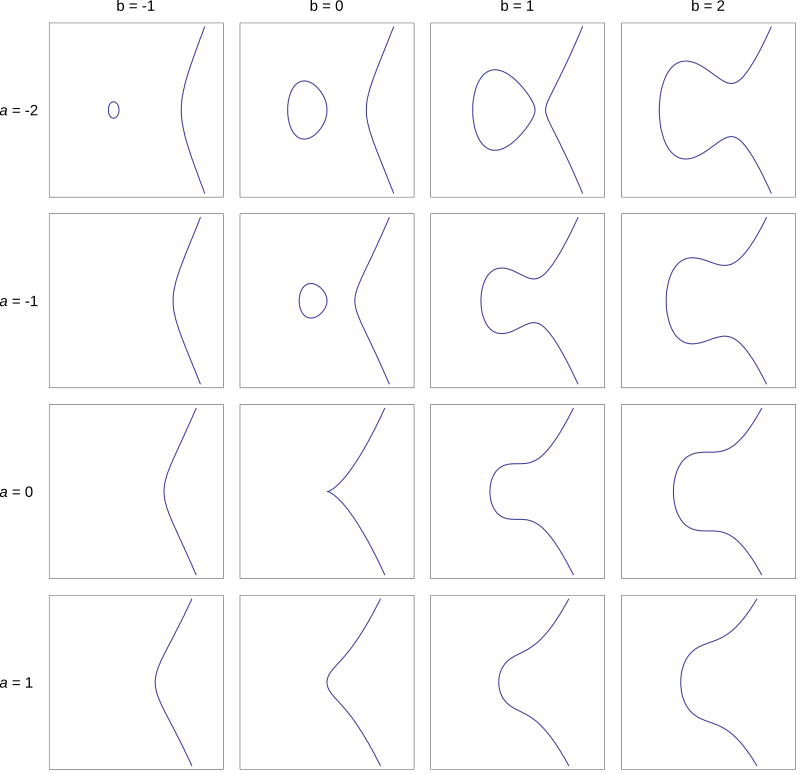 b = -1
b = 0
b = 1
b = 2
a = -2
a = -1
a = 0
a = 1